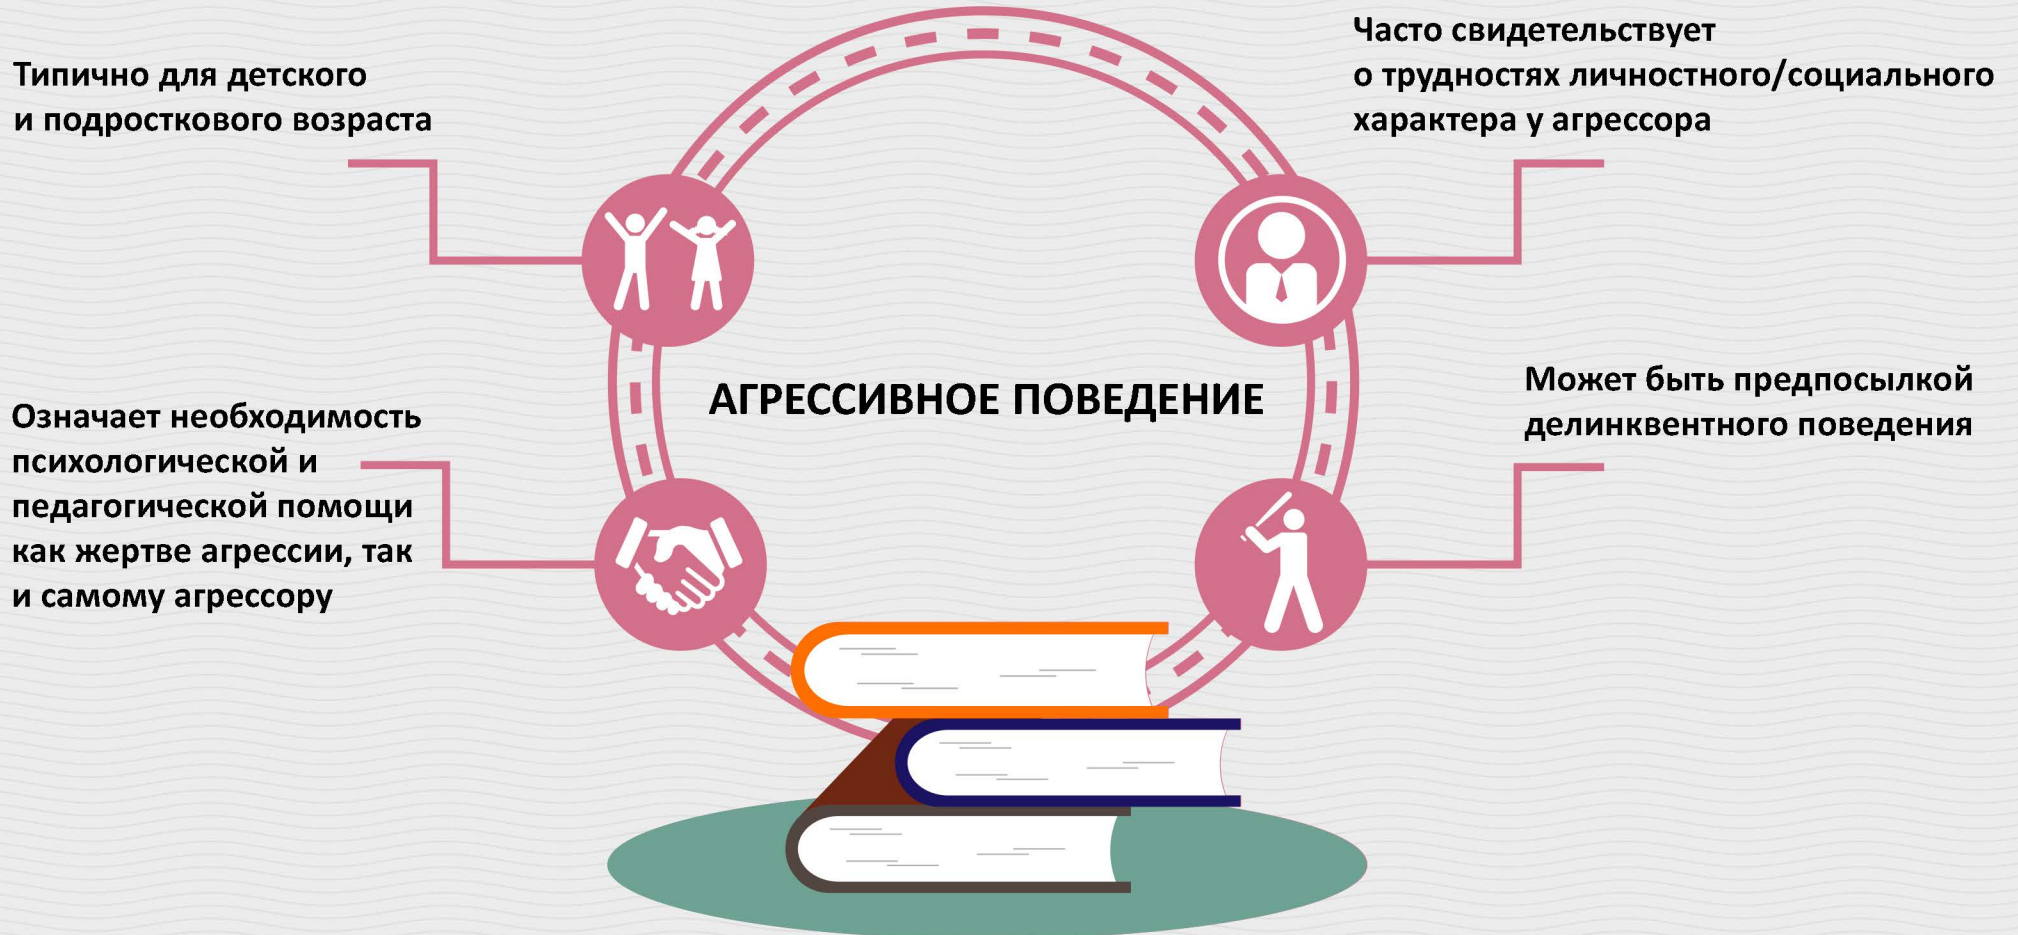 Типично для детского
и подросткового возраста
Часто свидетельствует
о трудностях личностного/социального
характера у агрессора
АГРЕССИВНОЕ ПОВЕДЕНИЕ
Означает необходимость
психологической и
педагогической помощи
как жертве агрессии, так
и самому агрессору
Может быть предпосылкой
делинквентного поведения